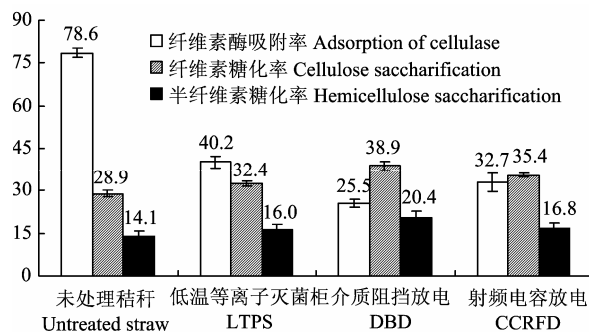 90
75
60
45
30
15
0
纤维素酶吸附率 Adsorption of cellulase
纤维素糖化率 Cellulose saccharification
半纤维素糖化率 Hemicellulose saccharification
78.6
28.9
14.1
40.2
32.4
16.0
25.5
38.9
20.4
32.7
35.4
16.8
未处理秸秆
Untreated straw
低温等离子灭菌柜
LTPS
介质阻挡放电
DBD
射频电容放电
CCRFD